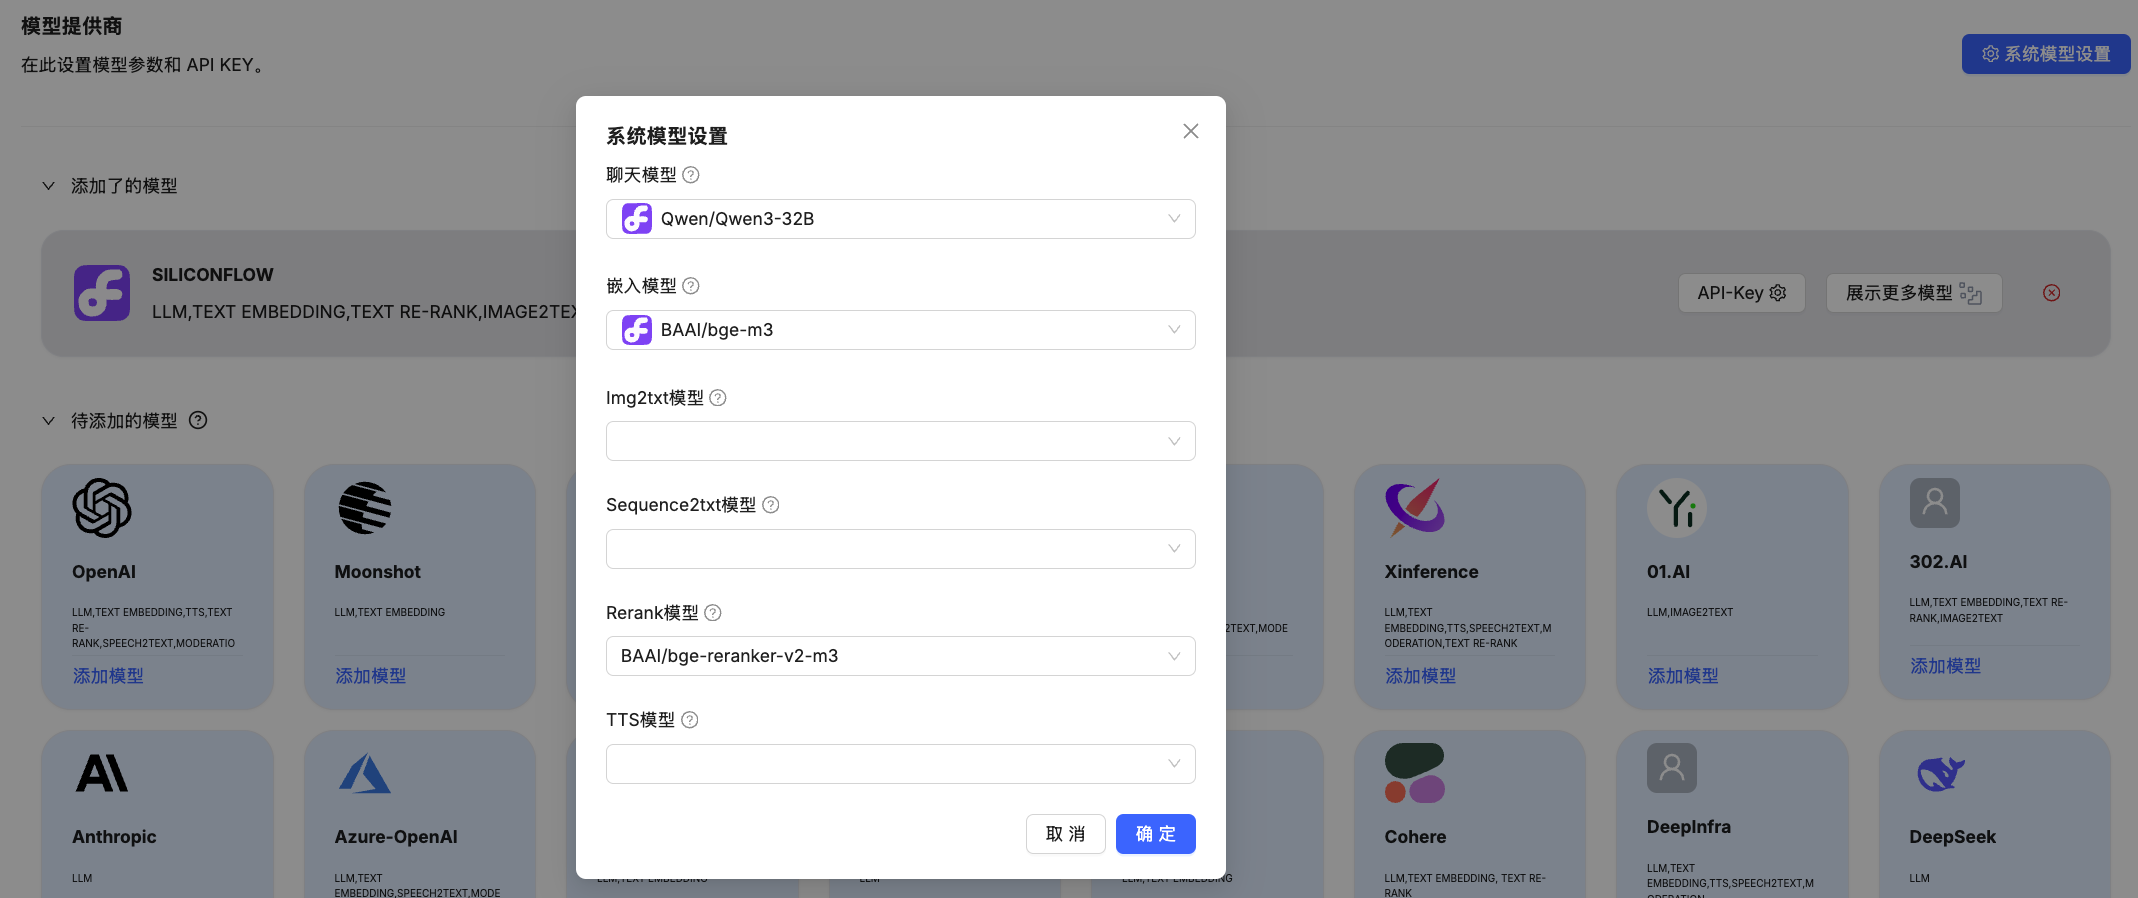 模型提供商
在此设置模型参数和 API KEY。
系统模型设置
系统模型设置
聊天模型
Qwen/Qwen3-32B
嵌入模型
BAAI/bge-m3
Img2txt模型
Sequence2txt模型
Rerank模型
BAAI/bge-reranker-v2-m3
TTS模型
取 消
确 定
添加了的模型
SILICONFLOW
LLM,TEXT EMBEDDING,TEXT RE-RANK,IMAGE2TEX
API-Key
展示更多模型
待添加的模型
OpenAI
LLM,TEXT EMBEDDING,TTS,TEXT
RE-
RANK,SPEECH2TEXT,MODERATIO
添加模型
Moonshot
LLM,TEXT EMBEDDING
添加模型
2TEXT,MODE
Xinference
LLM,TEXT
EMBEDDING,TTS,SPEECH2TEXT,M
ODERATION,TEXT RE-RANK
添加模型
01.AI
LLM,IMAGE2TEXT
添加模型
302.AI
LLM,TEXT EMBEDDING,TEXT RE-
RANK,IMAGE2TEXT
添加模型
Anthropic
LLM
Azure-OpenAI
LLM,TEXT
EMBEDDING,SPEECH2TEXT,MODE
LLM,TEXT EMBEDDING
LLM
LLM,TEXT EMBEDDING
Cohere
LLM,TEXT EMBEDDING, TEXT RE-
RANK
DeepInfra
LLM,TEXT
EMBEDDING,TTS,SPEECH2TEXT,M
ODERATION
DeepSeek
LLM